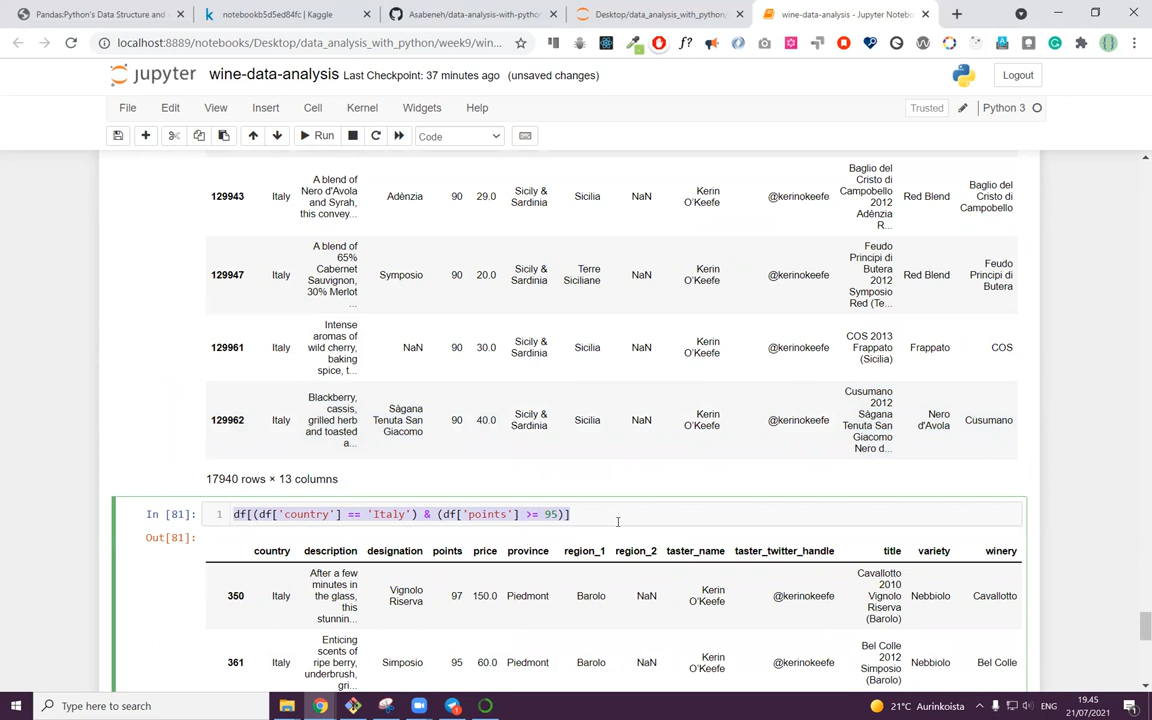 Pandas:Python's Data Structure and
notebookb5d5ed84fc | Kaggle
Asabeneh/data-analysis-with-python
Desktop/data_analysis_with_python/
wine-data-analysis - Jupyter Notebo
localhost:8889/notebooks/Desktop/data_analysis_with_python/week9/win...
f?
jupyter wine-data-analysis Last Checkpoint: 37 minutes ago (unsaved changes)
Logout
File Edit View Insert Cell Kernel Widgets Help
Trusted
Python 3
Run
Code
129943 Italy A blend of Nero d'Avola and Syrah, this convey... Adènzia 90 29.0 Sicily & Sardinia Sicilia NaN Kerin O'Keefe @kerinokeefe Baglio del Cristo di Campobello 2012 Adènzia R... Red Blend Baglio del Cristo di Campobello
129947 Italy A blend of 65% Cabernet Sauvignon, 30% Merlot ... Symposio 90 20.0 Sicily & Sardinia Terre Siciliane NaN Kerin O'Keefe @kerinokeefe Feudo Principi di Butera 2012 Symposio Red (Te... Red Blend Feudo Principi di Butera
129961 Italy Intense aromas of wild cherry, baking spice, t... NaN 90 30.0 Sicily & Sardinia Sicilia NaN Kerin O'Keefe @kerinokeefe COS 2013 Frappato (Sicilia) Frappato COS
129962 Italy Blackberry, cassis, grilled herb and toasted a... Sàgana Tenuta San Giacomo 90 40.0 Sicily & Sardinia Sicilia NaN Kerin O'Keefe @kerinokeefe Cusumano 2012 Sàgana Tenuta San Giacomo Nero d... Nero d'Avola Cusumano
17940 rows × 13 columns
In [81]: 1 df[(df['country'] == 'Italy') & (df['points'] >= 95)]
Out[81]:
country description designation points price province region_1 region_2 taster_name taster_twitter_handle title variety winery
350 Italy After a few minutes in the glass, this stunnin... Vignolo Riserva 97 150.0 Piedmont Barolo NaN Kerin O'Keefe @kerinokeefe Cavallotto 2010 Vignolo Riserva (Barolo) Nebbiolo Cavallotto
361 Italy Enticing scents of ripe berry, underbrush, gri... Simposio 95 60.0 Piedmont Barolo NaN Kerin O'Keefe @kerinokeefe Bel Colle 2012 Simposio (Barolo) Nebbiolo Bel Colle
Type here to search
21°C Aurinkoista
ENG
19.45
21/07/2021